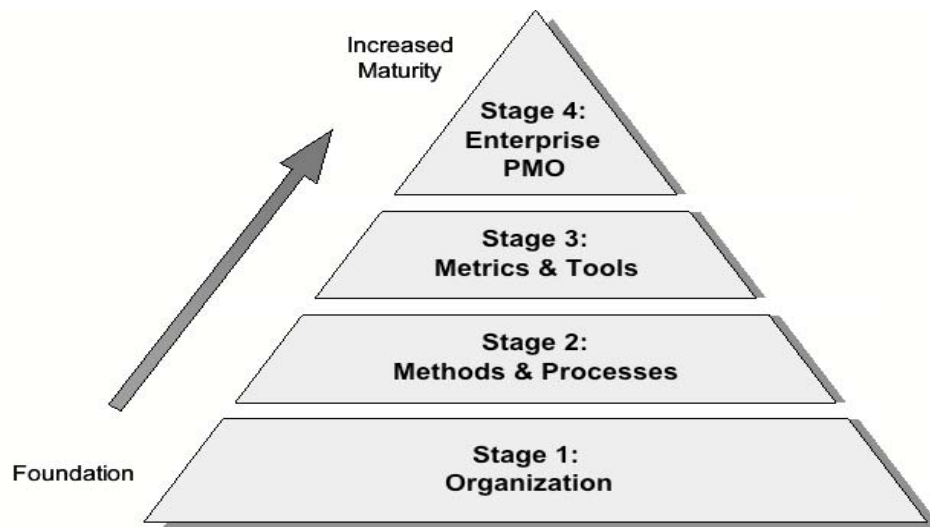 Increased
Maturity
Stage 4:
Enterprise
PMO
Stage 3:
Metrics & Tools
Stage 2:
Methods & Processes
Foundation
Stage 1:
Organization